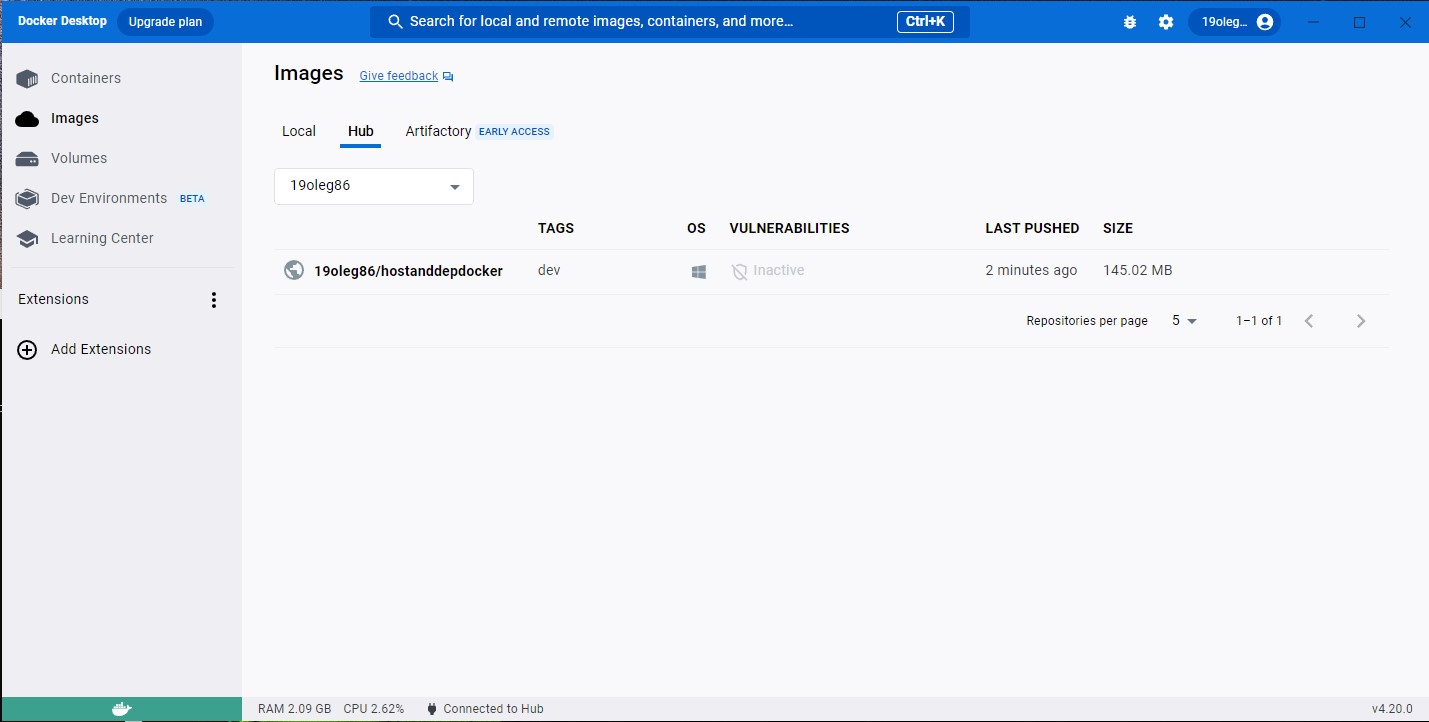 Docker Desktop Upgrade plan Search for local and remote images, containers, and more... Ctrl+K 19oleg...
Containers
Images
Volumes
Dev Environments BETA
Learning Center
Extensions
Add Extensions
Images Give feedback
Local Hub Artifactory EARLY ACCESS
19oleg86
TAGS OS VULNERABILITIES LAST PUSHED SIZE
19oleg86/hostanddepdocker dev Inactive 2 minutes ago 145.02 MB
Repositories per page 5 1–1 of 1
RAM 2.09 GB CPU 2.62% Connected to Hub v4.20.0